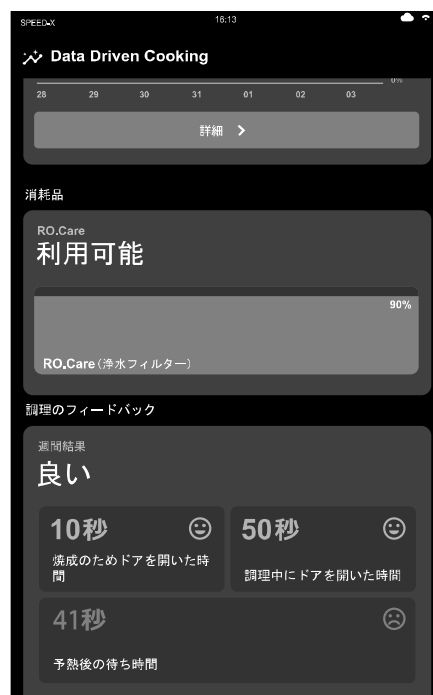 SPEED-X
16:13
Data Driven Cooking
0%
28 29 30 31 01 02 03
詳細
消耗品
RO.Care
利用可能
90%
RO.Care(浄水フィルター)
調理のフィードバック
週間結果
良い
10秒
焼成のためドアを開いた時
間
50秒
調理中にドアを開いた時間
41秒
予熱後の待ち時間